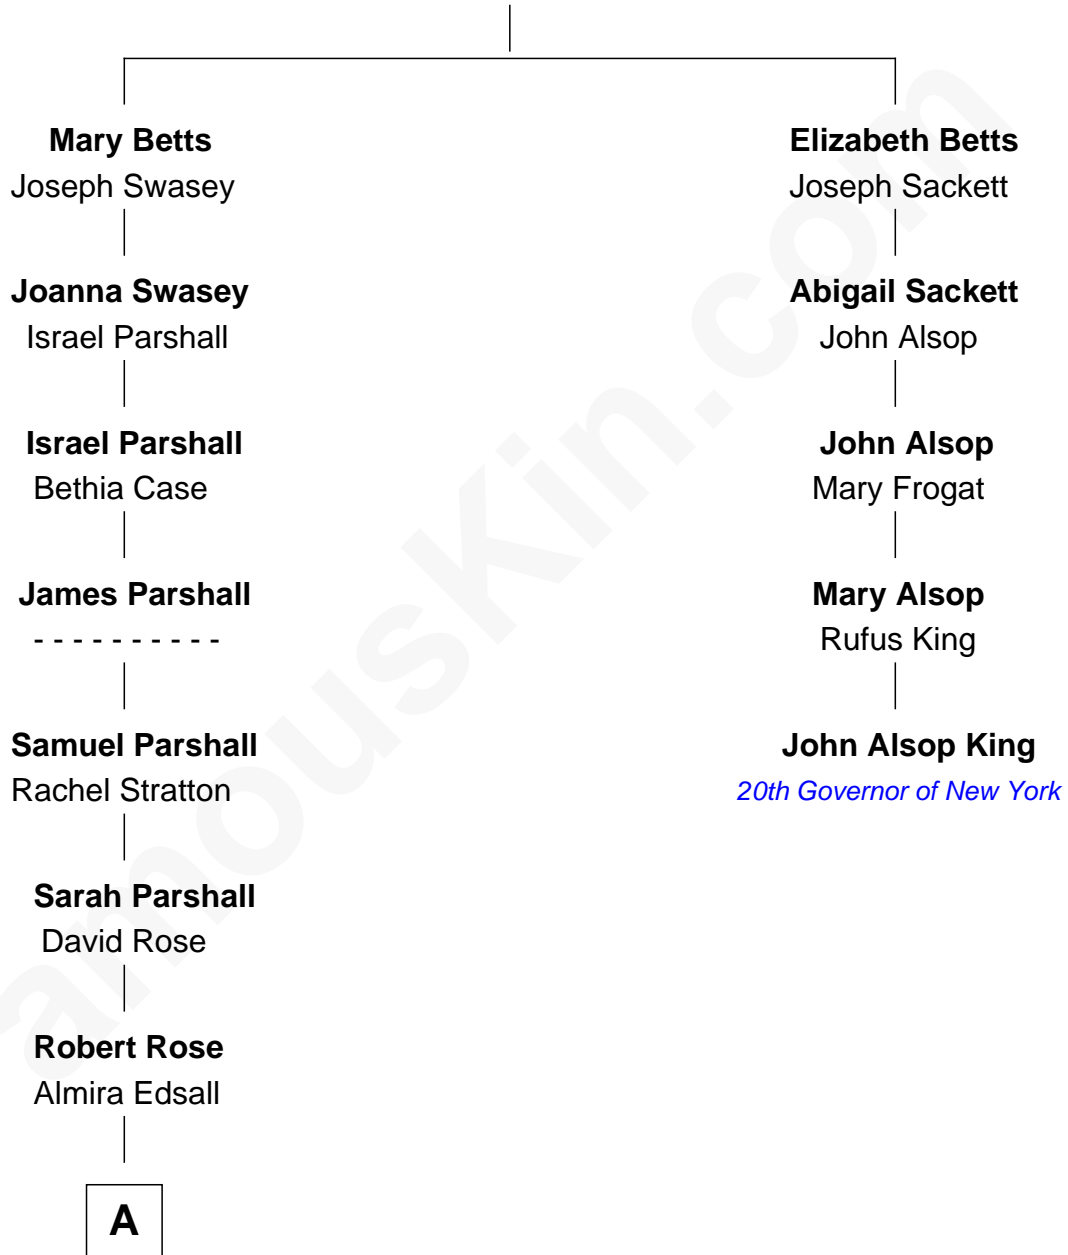 Mary Betts
Joseph Swasey
Joanna Swasey
Israel Parshall
Israel Parshall
Bethia Case
James Parshall
- - - - - - - - - -
Samuel Parshall
Rachel Stratton
Sarah Parshall
David Rose
Robert Rose
Almira Edsall
A
Elizabeth Betts
Joseph Sackett
Abigail Sackett
John Alsop
John Alsop
Mary Frogat
Mary Alsop
Rufus King
John Alsop King
20th Governor of New York
amousKin.com